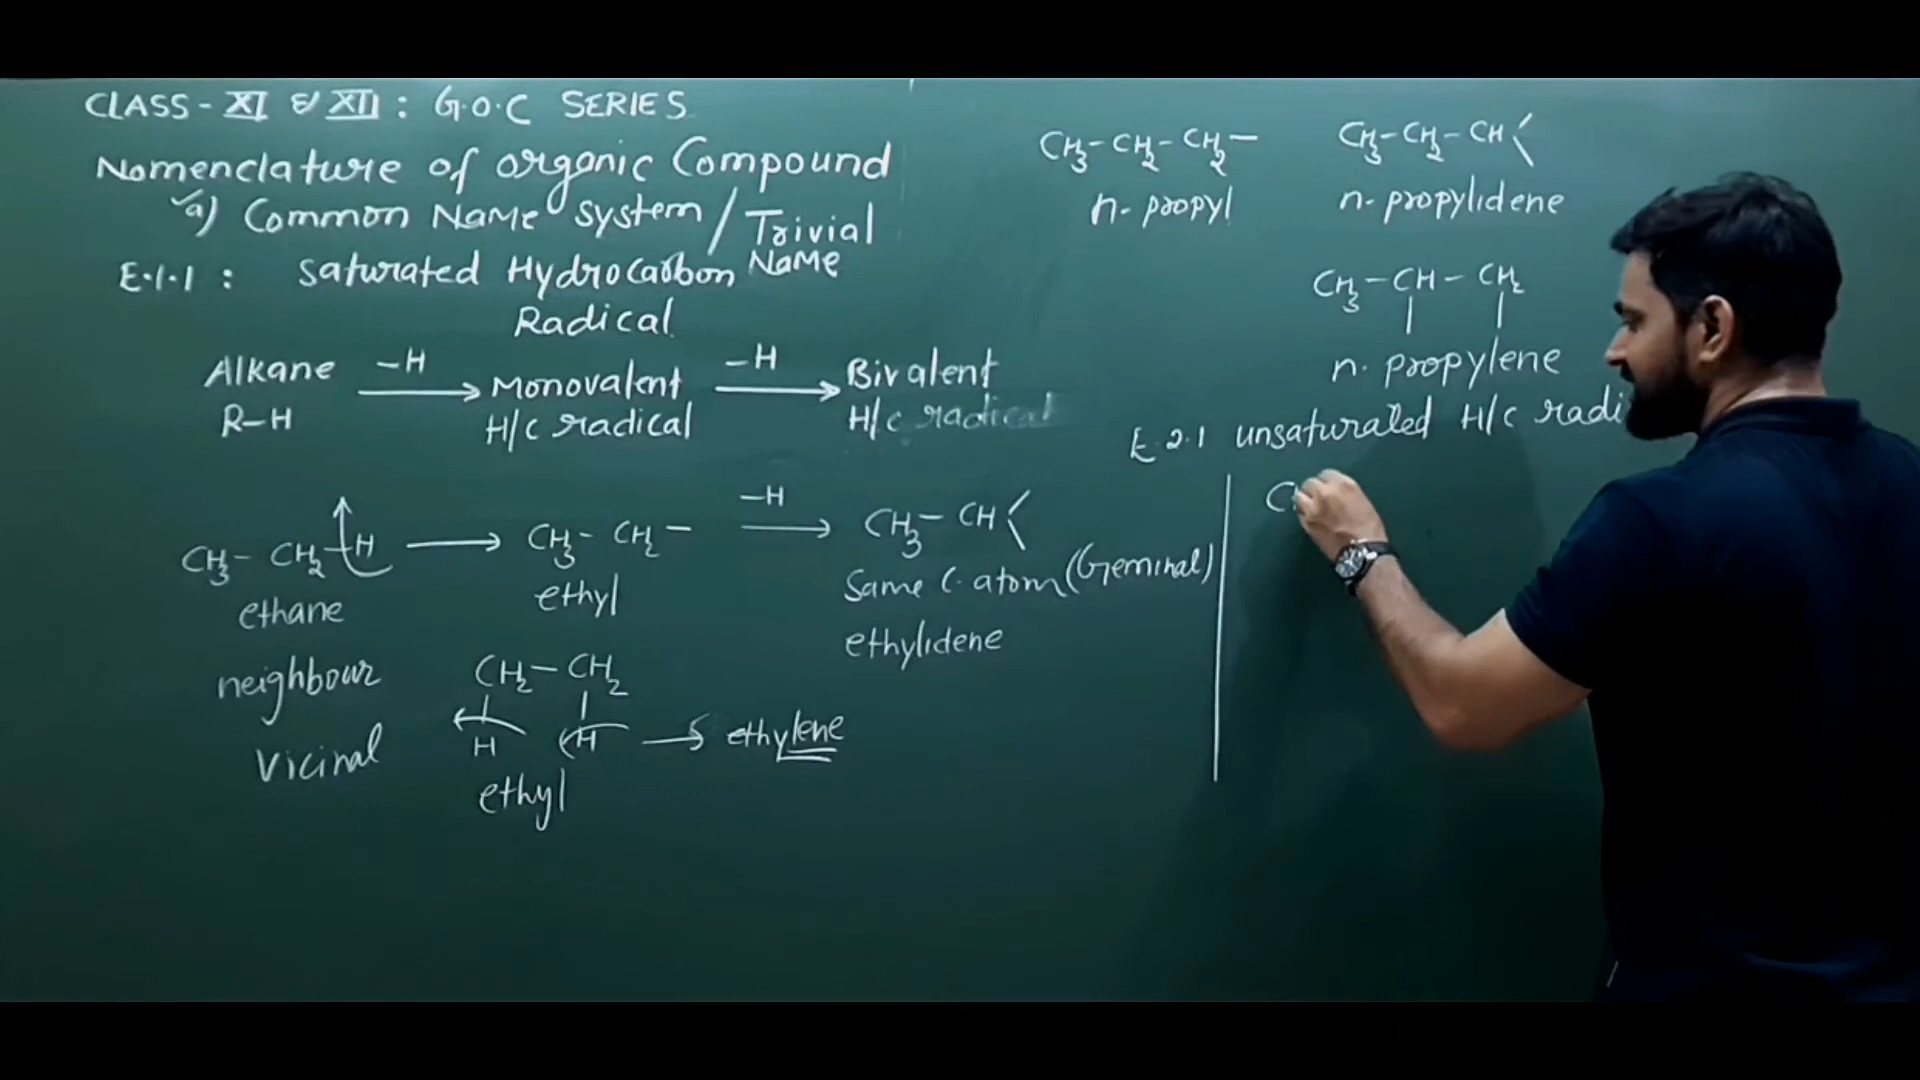 CLASS - XI & XII : G.O.C SERIES
Nomenclature of organic Compound
a) Common Name System / Trivial Name
E.1.1 : Saturated Hydrocarbon Radical
Alkane -H → Monovalent -H → Bivalent
R-H H/C radical H/C radical
CH3 - CH2 - H → CH3 - CH2 - -H → CH3 - CH <
ethane ethyl Same C-atom (Geminal)
ethylidene
neighbour CH2 - CH2
Vicinal H H → ethylene
ethyl
CH3 - CH2 - CH2 - CH3 - CH2 - CH <
n-propyl n-propylidene
CH3 - CH - CH2
n-propylene
E.2.1 unsaturated H/C radi
C